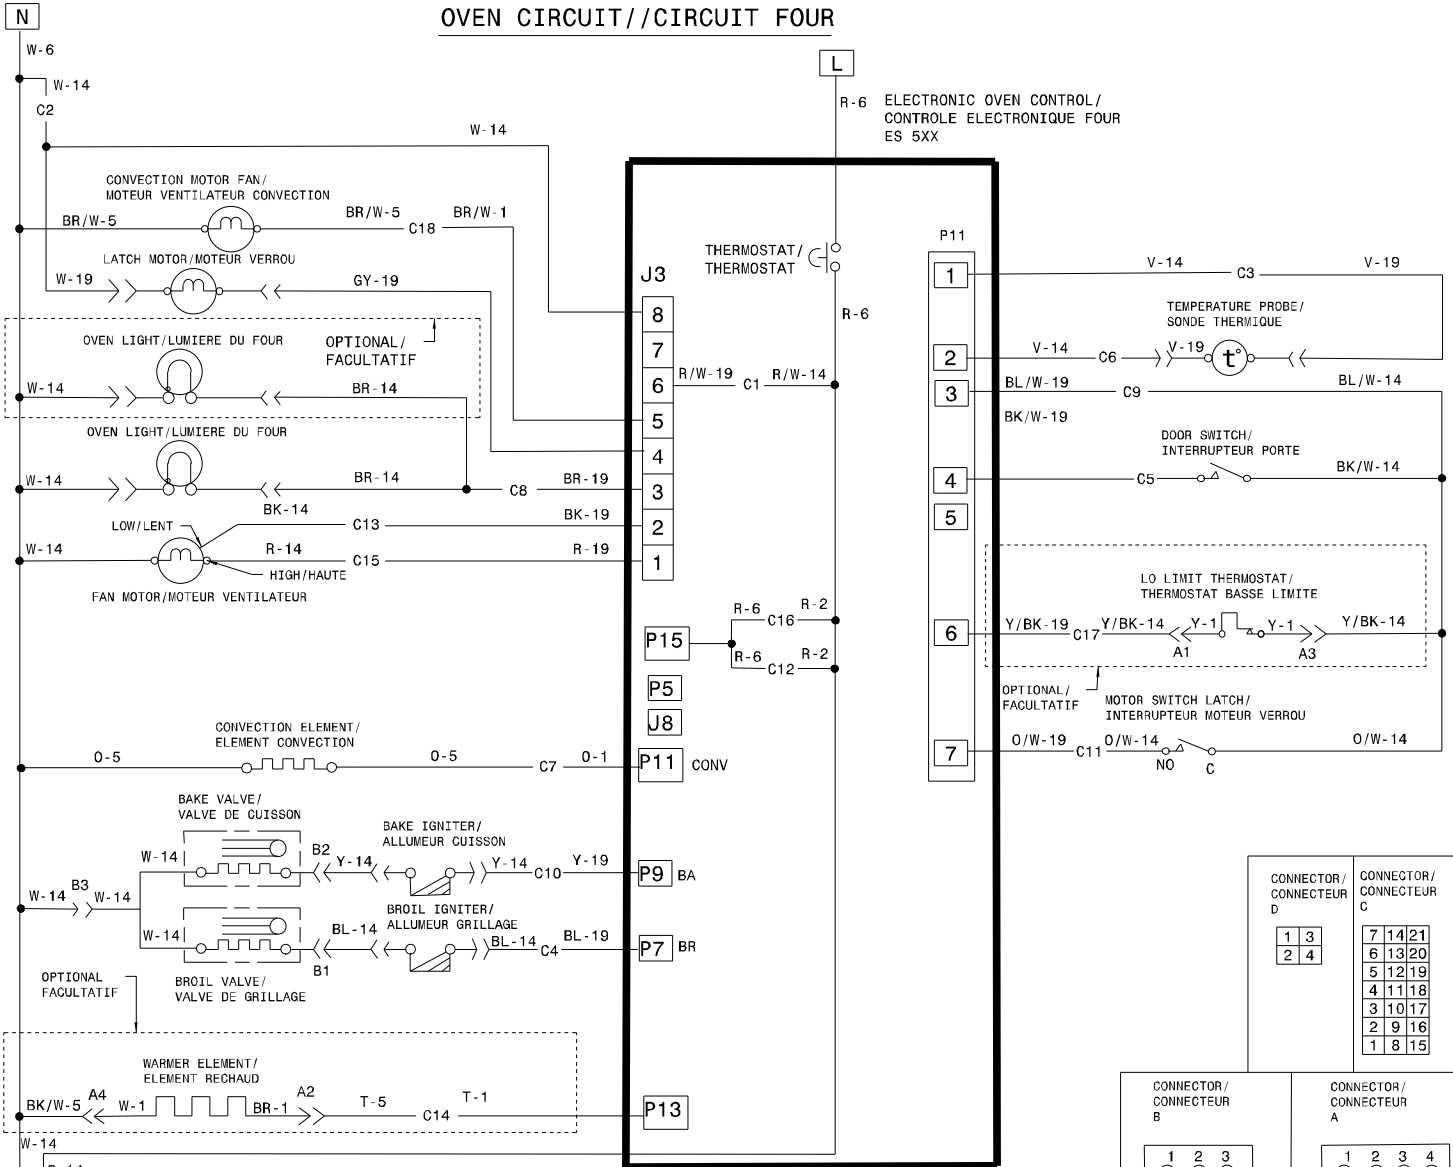 OVEN CIRCUIT//CIRCUIT FOUR
N
W-6
W-14
C2
W-14
L
R-6
ELECTRONIC OVEN CONTROL/
CONTROLE ELECTRONIQUE FOUR
ES 5XX
CONVECTION MOTOR FAN/
MOTEUR VENTILATEUR CONVECTION
BR/W-5
BR/W-5
C18
BR/W-1
LATCH MOTOR/MOTEUR VERROU
W-19
GY-19
OVEN LIGHT/LUMIERE DU FOUR
OPTIONAL/
FACULTATIF
W-14
BR-14
OVEN LIGHT/LUMIERE DU FOUR
W-14
BR-14
C8
BR-19
BK-14
LOW/LENT
C13
BK-19
W-14
R-14
C15
R-19
HIGH/HAUTE
FAN MOTOR/MOTEUR VENTILATEUR
THERMOSTAT/
THERMOSTAT
R-6
J3
8
7
6
5
4
3
2
1
R/W-19
C1
R/W-14
P15
R-6
C16
R-2
R-6
C12
R-2
P5
J8
CONVECTION ELEMENT/
ELEMENT CONVECTION
O-5
O-5
C7
O-1
P11
CONV
BAKE VALVE/
VALVE DE CUISSON
W-14
B2
Y-14
BAKE IGNITER/
ALLUMEUR CUISSON
Y-14
C10
Y-19
P9
BA
W-14
B3
W-14
W-14
BL-14
B1
BROIL IGNITER/
ALLUMEUR GRILLAGE
BL-14
C4
BL-19
P7
BR
BROIL VALVE/
VALVE DE GRILLAGE
OPTIONAL
FACULTATIF
WARMER ELEMENT/
ELEMENT RECHAUD
BK/W-5
A4
W-1
BR-1
A2
T-5
C14
T-1
P13
W-14
P11
1
2
3
4
5
6
7
V-14
C3
V-19
TEMPERATURE PROBE/
SONDE THERMIQUE
V-14
C6
V-19
t°
BL/W-19
C9
BL/W-14
BK/W-19
DOOR SWITCH/
INTERRUPTEUR PORTE
C5
BK/W-14
LO LIMIT THERMOSTAT/
THERMOSTAT BASSE LIMITE
Y/BK-19
C17
Y/BK-14
A1
Y-1
Y-1
A3
Y/BK-14
OPTIONAL/
FACULTATIF
MOTOR SWITCH LATCH/
INTERRUPTEUR MOTEUR VERROU
O/W-19
C11
O/W-14
NO
C
O/W-14
CONNECTOR/
CONNECTEUR
D
1 3
2 4
CONNECTOR/
CONNECTEUR
C
7 14 21
6 13 20
5 12 19
4 11 18
3 10 17
2 9 16
1 8 15
CONNECTOR/
CONNECTEUR
B
1 2 3
CONNECTOR/
CONNECTEUR
A
1 2 3 4